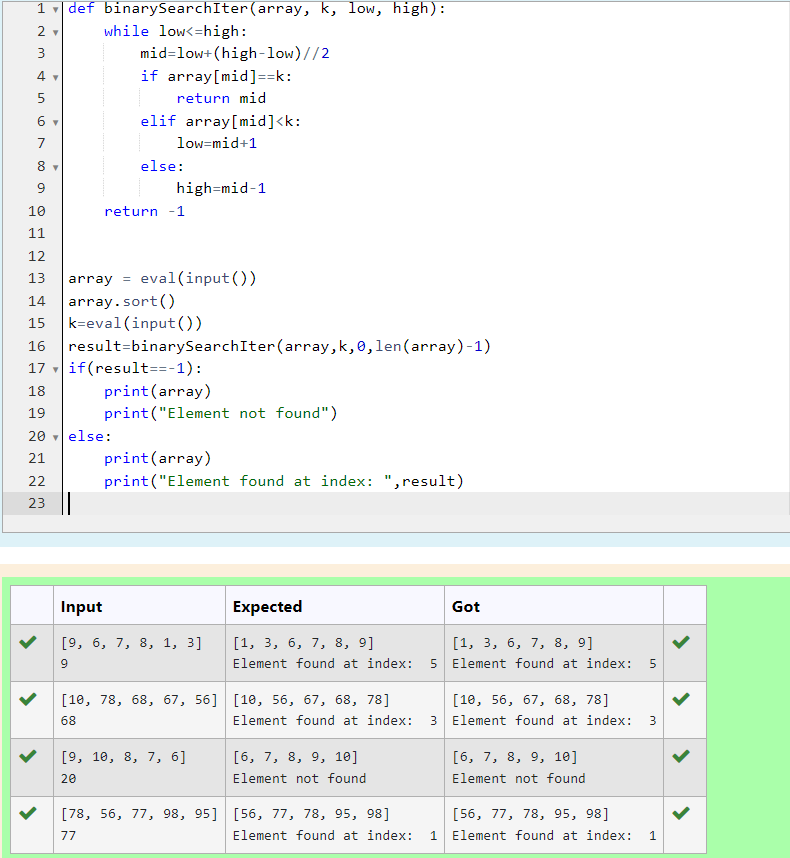 1 def binarySearchIter(array, k, low, high):
2     while low<=high:
3         mid=low+(high-low)//2
4         if array[mid]==k:
5             return mid
6         elif array[mid]<k:
7             low=mid+1
8         else:
9             high=mid-1
10     return -1
11
12
13 array = eval(input())
14 array.sort()
15 k=eval(input())
16 result=binarySearchIter(array,k,0,len(array)-1)
17 if(result==-1):
18     print(array)
19     print("Element not found")
20 else:
21     print(array)
22     print("Element found at index: ",result)
23
Input Expected Got
[9, 6, 7, 8, 1, 3] [1, 3, 6, 7, 8, 9] [1, 3, 6, 7, 8, 9]
9 Element found at index:  5 Element found at index:  5
[10, 78, 68, 67, 56] [10, 56, 67, 68, 78] [10, 56, 67, 68, 78]
68 Element found at index:  3 Element found at index:  3
[9, 10, 8, 7, 6] [6, 7, 8, 9, 10] [6, 7, 8, 9, 10]
20 Element not found Element not found
[78, 56, 77, 98, 95] [56, 77, 78, 95, 98] [56, 77, 78, 95, 98]
77 Element found at index:  1 Element found at index:  1